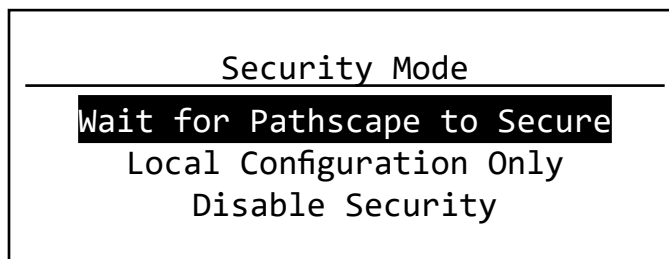 Security Mode
Wait for Pathscape to Secure
Local Configuration Only
Disable Security